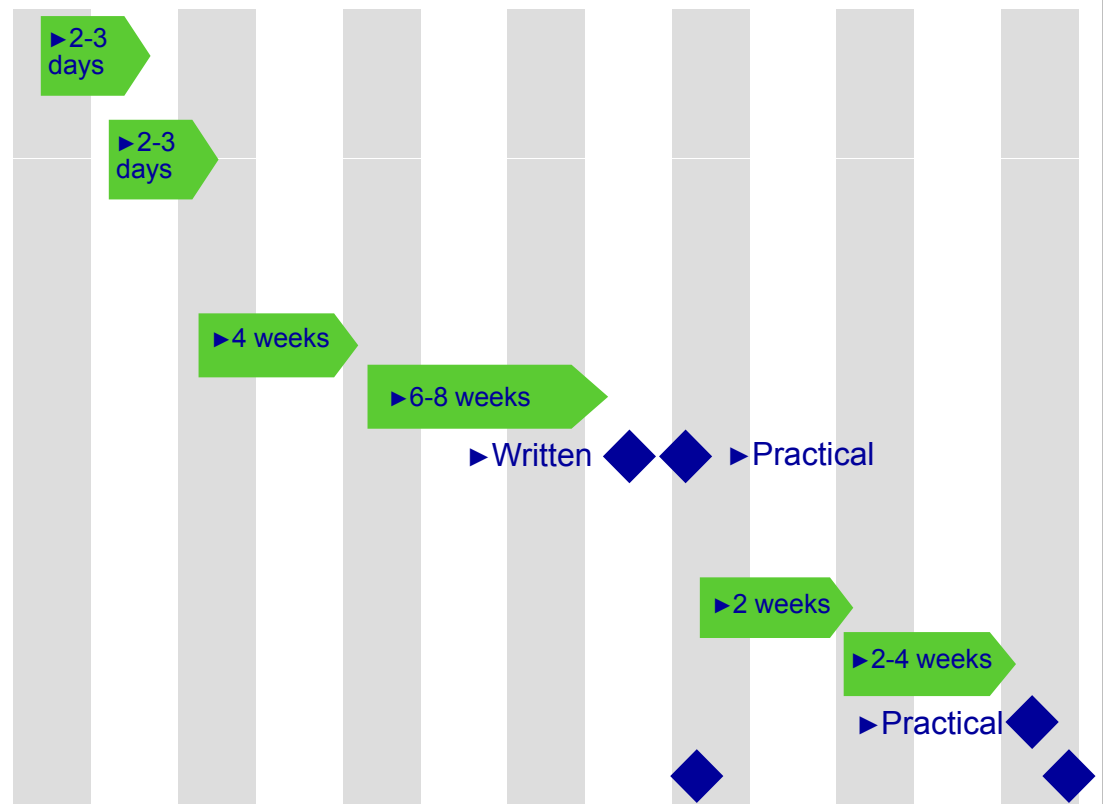 ►2-3
days
►2-3
days
►4 weeks
►6-8 weeks
►Written
►Practical
►2 weeks
►2-4 weeks
►Practical